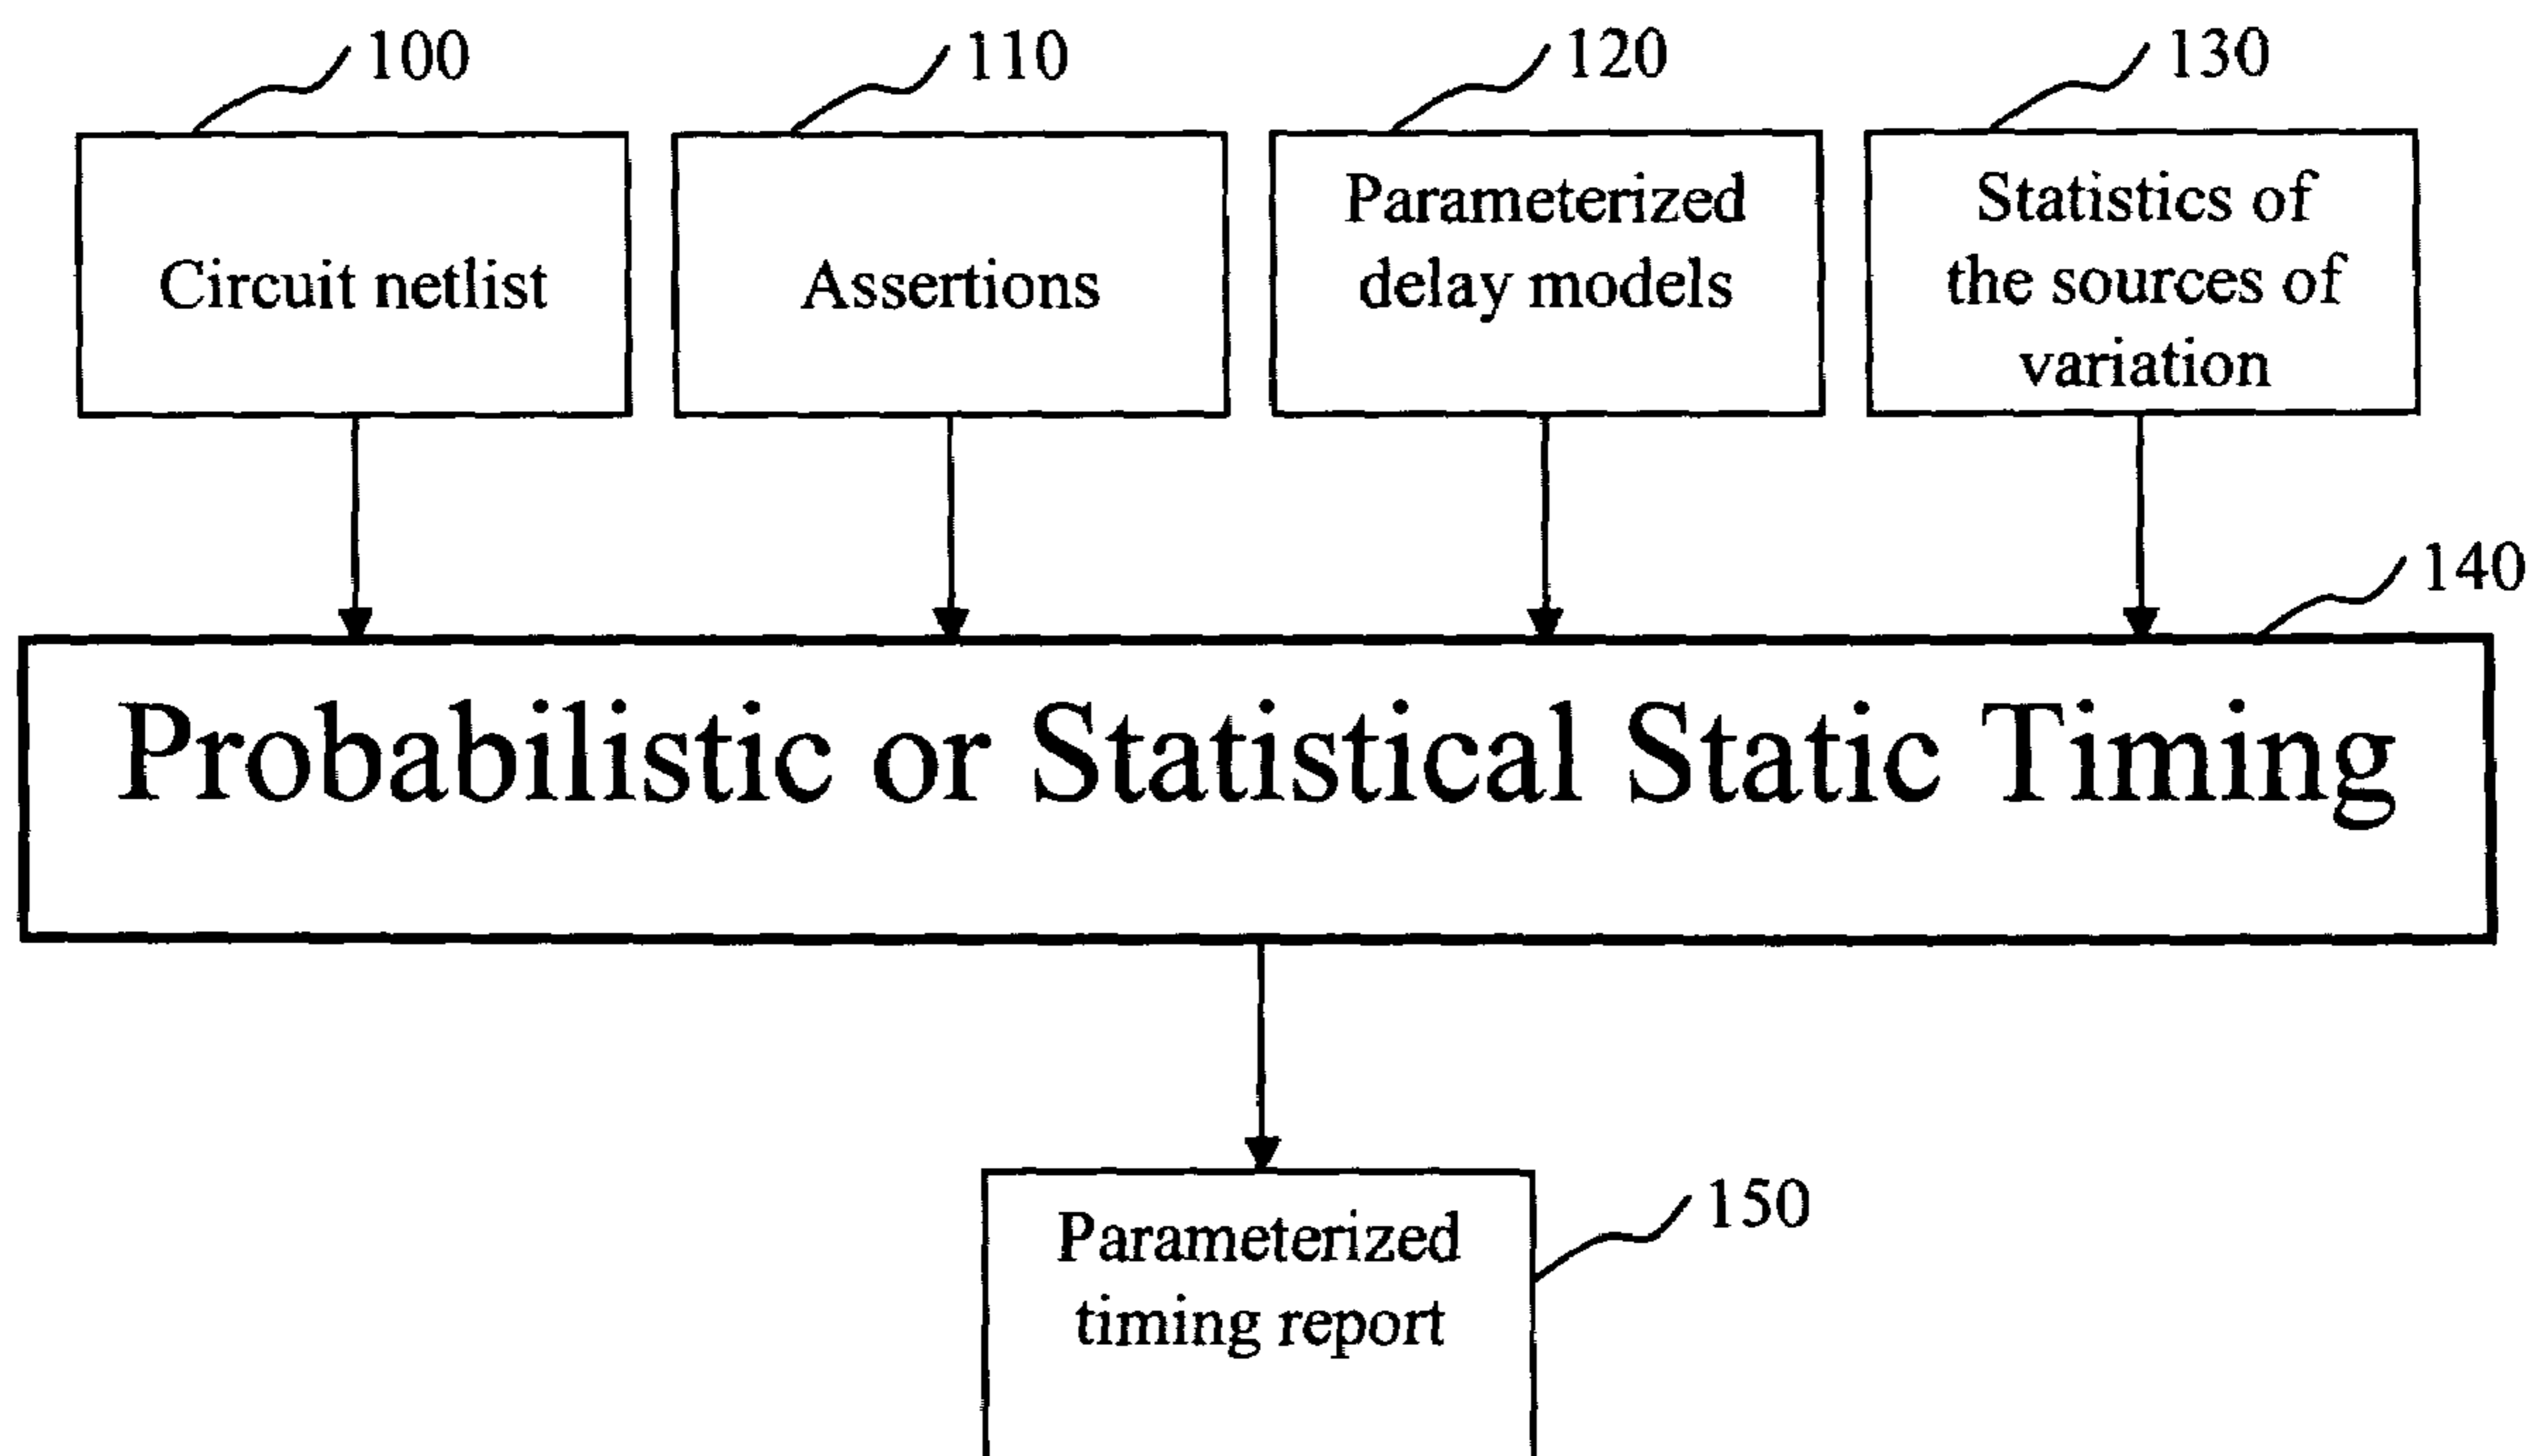 100
110
120
130
Circuit netlist
Assertions
Parameterized
delay models
Statistics of
the sources of
variation
140
Probabilistic or Statistical Static Timing
150
Parameterized
timing report